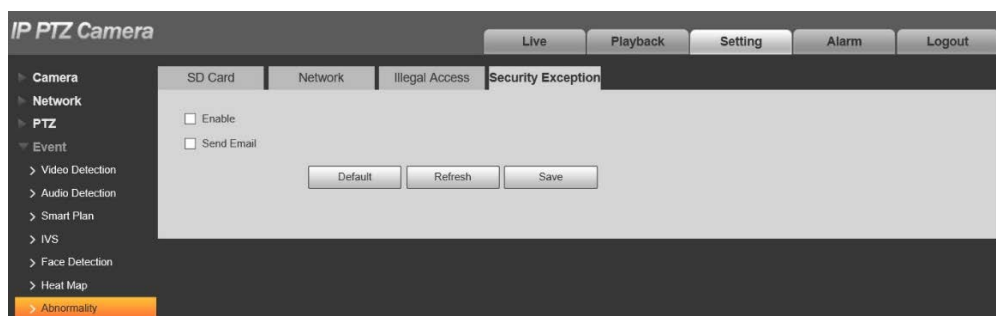 IP PTZ Camera
Live Playback Setting Alarm Logout
Camera
Network
PTZ
Event
Video Detection
Audio Detection
Smart Plan
IVS
Face Detection
Heat Map
Abnormality
SD Card Network Illegal Access Security Exception
Enable
Send Email
Default Refresh Save